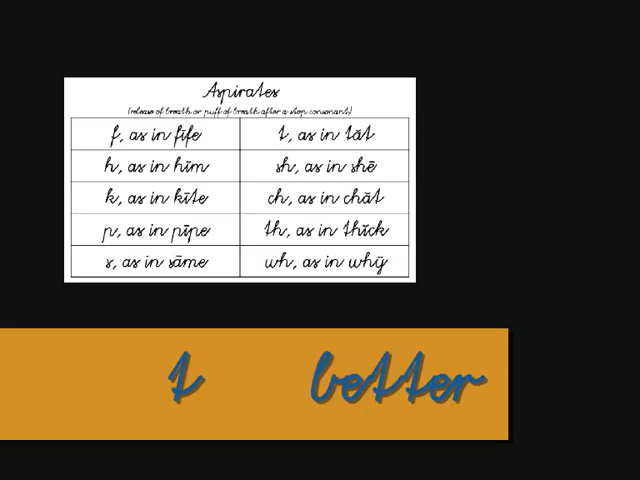 Aspirates
(release of breath or puff of breath after a stop consonant)
f, as in fīfe
t, as in tăt
h, as in hĭm
sh, as in shē
k, as in kīte
ch, as in chăt
p, as in pīpe
th, as in thĭck
s, as in sāme
wh, as in whȳ
t better